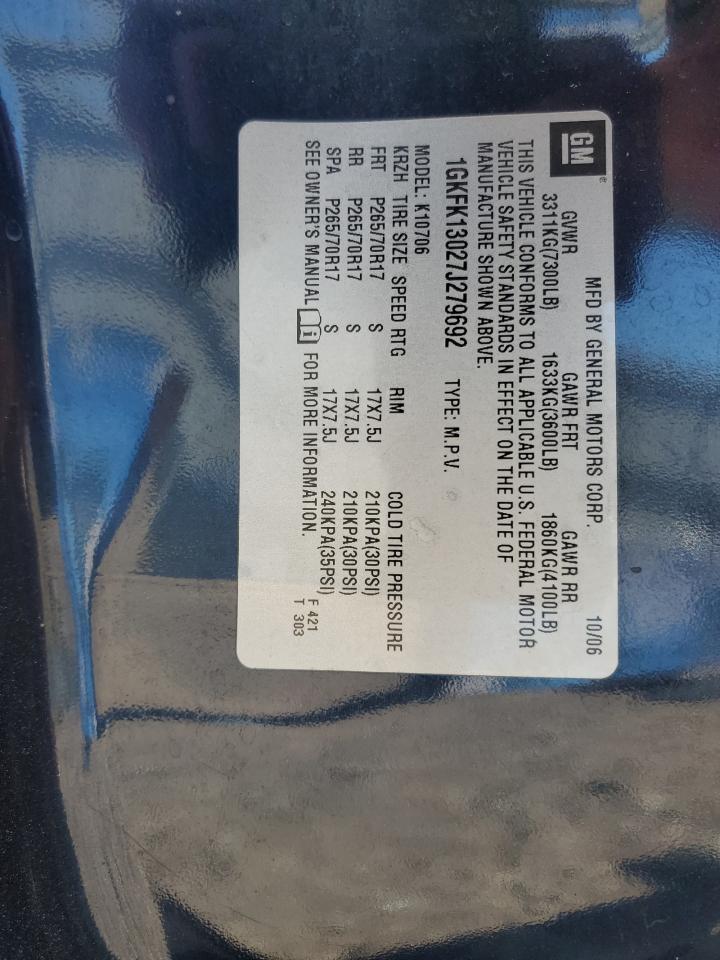 GM®
MFD BY GENERAL MOTORS CORP. 10/06
GVWR GAWR FRT GAWR RR
3311KG(7300LB) 1633KG(3600LB) 1860KG(4100LB)
THIS VEHICLE CONFORMS TO ALL APPLICABLE U.S. FEDERAL MOTOR
VEHICLE SAFETY STANDARDS IN EFFECT ON THE DATE OF
MANUFACTURE SHOWN ABOVE.
1GKFK13027J279692 TYPE: M.P.V.
MODEL: K10706
KRZH TIRE SIZE SPEED RTG RIM COLD TIRE PRESSURE
FRT P265/70R17 S 17X7.5J 210KPA(30PSI)
RR P265/70R17 S 17X7.5J 210KPA(30PSI)
SPA P265/70R17 S 17X7.5J 240KPA(35PSI)
SEE OWNER'S MANUAL i FOR MORE INFORMATION.
F 421
T 303